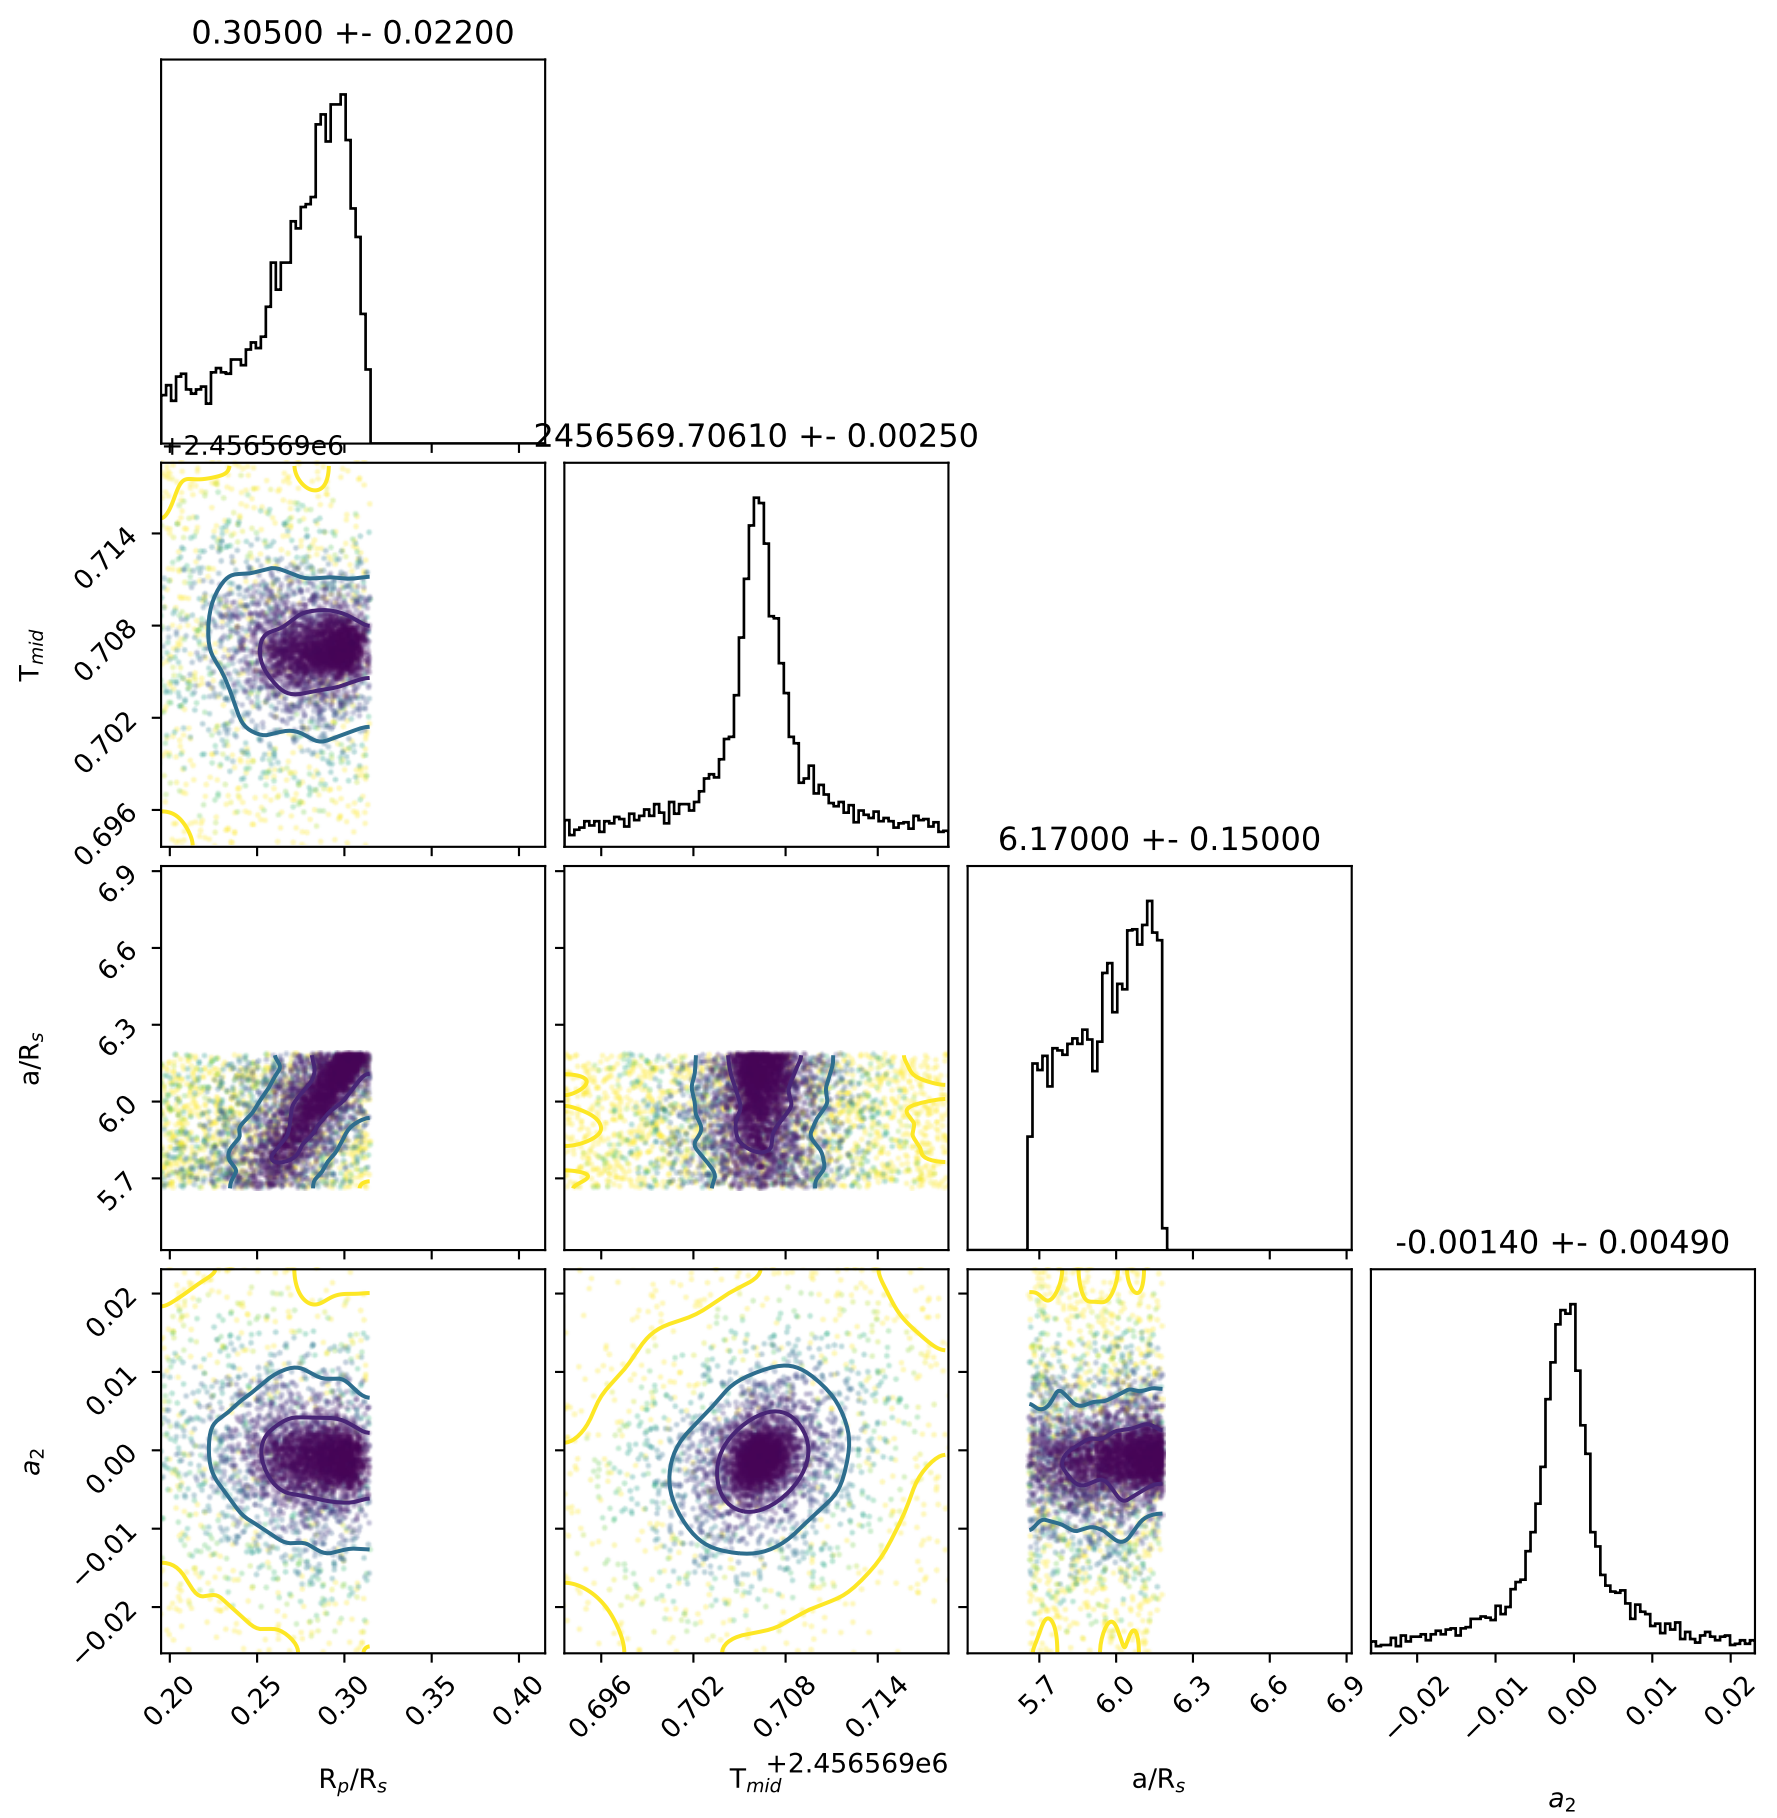 0.30500 +- 0.02200
+2.456569e6
2456569.70610 +- 0.00250
0.714
0.708
0.702
0.696
T_mid
6.17000 +- 0.15000
6.9
6.6
6.3
6.0
5.7
a/R_s
-0.00140 +- 0.00490
0.02
0.01
0.00
−0.01
−0.02
a_2
0.20 0.25 0.30 0.35 0.40
0.696 0.702 0.708 0.714
5.7 6.0 6.3 6.6 6.9
−0.02 −0.01 0.00 0.01 0.02
+2.456569e6
R_p/R_s
T_mid
a/R_s
a_2